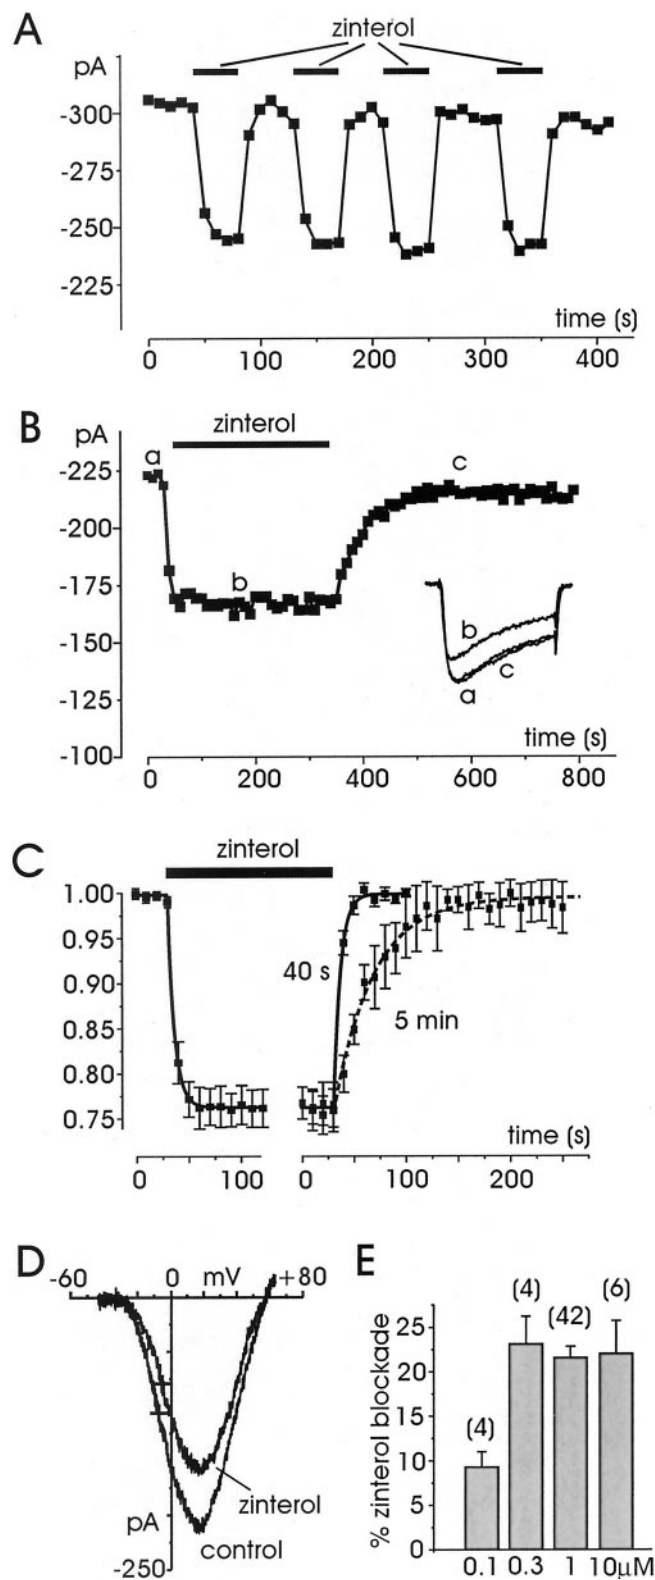 A
zinterol
pA
-300
-275
-250
-225
time (s)
0 100 200 300 400
B
zinterol
pA
a
c
-225
-200
b
-175
-150
b
c
a
-125
time (s)
-100
0 200 400 600 800
C
zinterol
1.00
0.95
0.90
40 s
0.85
5 min
0.80
0.75
time (s)
0 100 0 100 200
D
-60 0 mV +80
zinterol
pA
control
-250
E
(4) (4) (42) (6)
% zinterol blockade
25
20
15
10
5
0
0.1 0.3 1 10μM